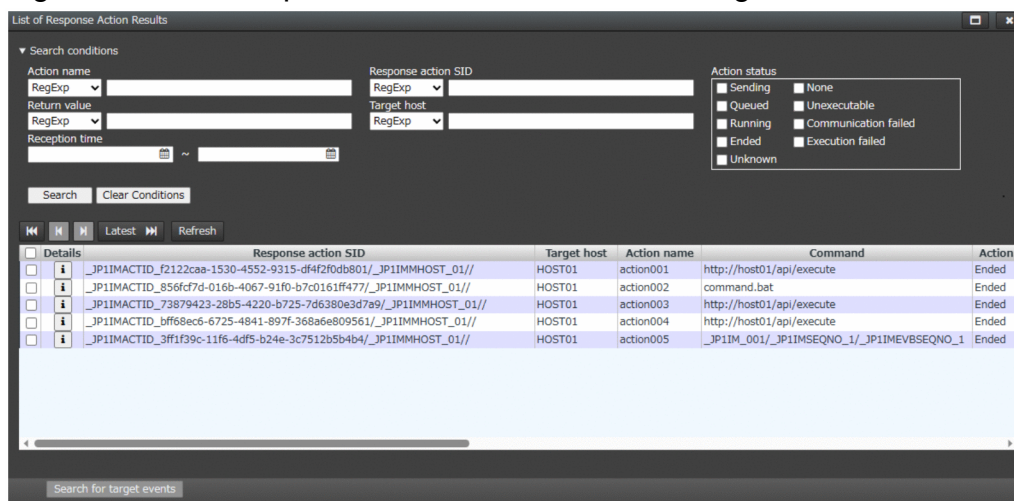 List of Response Action Results
▼ Search conditions
Action name Response action SID Action status
RegExp RegExp Sending None
Return value Target host Queued Unexecutable
RegExp RegExp Running Communication failed
Reception time Ended Execution failed
~ Unknown
Search Clear Conditions
Latest Refresh
Details Response action SID Target host Action name Command Action
i _JP1IMACTID_f2122caa-1530-4552-9315-df4f2f0db801/_JP1IMMHOST_01// HOST01 action001 http://host01/api/execute Ended
i _JP1IMACTID_856fcf7d-016b-4067-91f0-b7c0161ff477/_JP1IMMHOST_01// HOST01 action002 command.bat Ended
i _JP1IMACTID_73879423-28b5-4220-b725-7d6380e3d7a9/_JP1IMMHOST_01// HOST01 action003 http://host01/api/execute Ended
i _JP1IMACTID_bff68ec6-6725-4841-897f-368a6e809561/_JP1IMMHOST_01// HOST01 action004 http://host01/api/execute Ended
i _JP1IMACTID_3ff1f39c-11f6-4df5-b24e-3c7512b5b4b4/_JP1IMMHOST_01// HOST01 action005 _JP1IM_001/_JP1IMSEQNO_1/_JP1IMEVBSEQNO_1 Ended
Search for target events